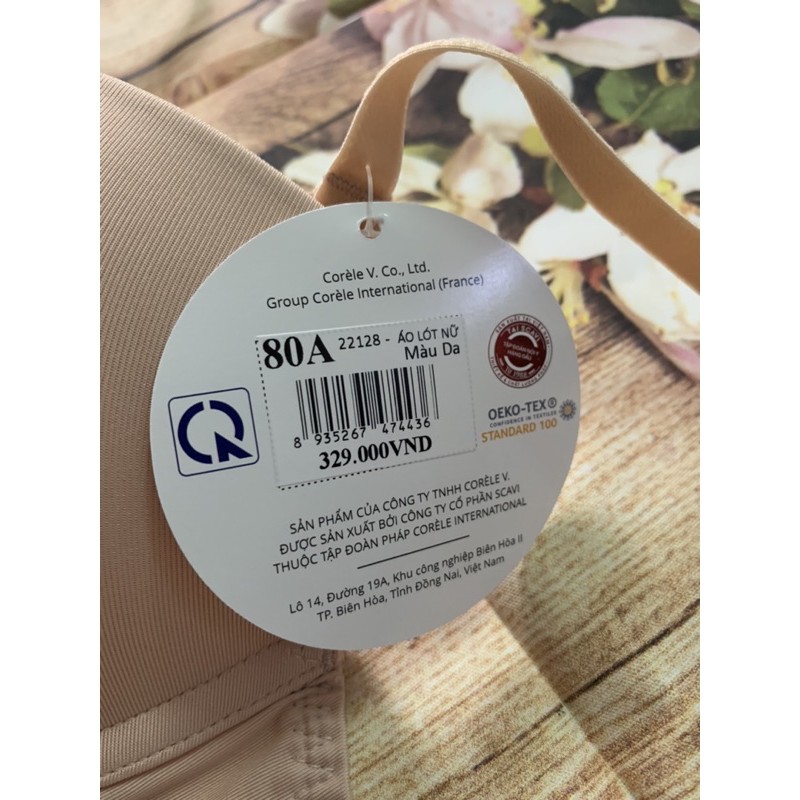 Corèle V. Co., Ltd.
Group Corèle International (France)
80A 22128 - ÁO LÓT NỮ
Màu Da
8 935267 474436
329.000VND
OEKO-TEX®
CONFIDENCE IN TEXTILES
STANDARD 100
SẢN PHẨM CỦA CÔNG TY TNHH CORÈLE V.
ĐƯỢC SẢN XUẤT BỞI CÔNG TY CỔ PHẦN SCAVI
THUỘC TẬP ĐOÀN PHÁP CORÈLE INTERNATIONAL
Lô 14, Đường 19A, Khu công nghiệp Biên Hòa II
TP. Biên Hòa, Tỉnh Đồng Nai, Việt Nam